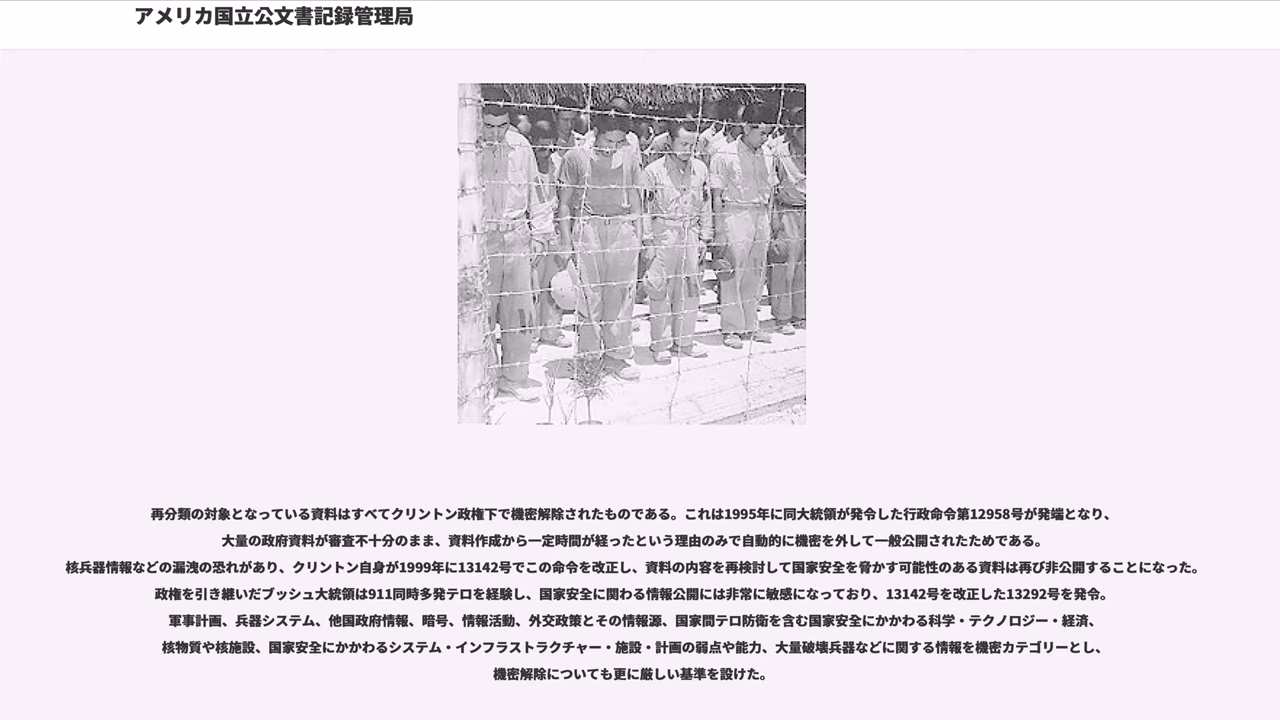 アメリカ国立公文書記録管理局
再分類の対象となっている資料はすべてクリントン政権下で機密解除されたものである。これは1995年に同大統領が発令した行政命令第12958号が発端となり、
大量の政府資料が審査不十分のまま、資料作成から一定時間が経ったという理由のみで自動的に機密を外して一般公開されたためである。
核兵器情報などの漏洩の恐れがあり、クリントン自身が1999年に13142号でこの命令を改正し、資料の内容を再検討して国家安全を脅かす可能性のある資料は再び非公開することになった。
政権を引き継いだブッシュ大統領は911同時多発テロを経験し、国家安全に関わる情報公開には非常に敏感になっており、13142号を改正した13292号を発令。
軍事計画、兵器システム、他国政府情報、暗号、情報活動、外交政策とその情報源、国家間テロ防衛を含む国家安全にかかわる科学・テクノロジー・経済、
核物質や核施設、国家安全にかかわるシステム・インフラストラクチャー・施設・計画の弱点や能力、大量破壊兵器などに関する情報を機密カテゴリーとし、
機密解除についても更に厳しい基準を設けた。